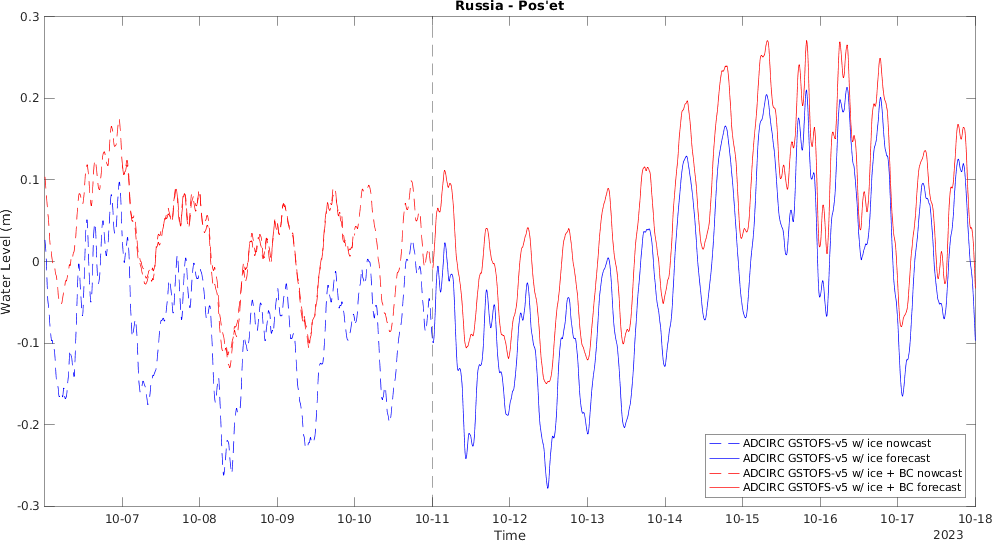 Russia - Pos'et
Water Level (m)
0.3
0.2
0.1
0
-0.1
-0.2
-0.3
ADCIRC GSTOFS-v5 w/ ice nowcast
ADCIRC GSTOFS-v5 w/ ice forecast
ADCIRC GSTOFS-v5 w/ ice + BC nowcast
ADCIRC GSTOFS-v5 w/ ice + BC forecast
10-07 10-08 10-09 10-10 10-11 10-12 10-13 10-14 10-15 10-16 10-17 10-18
Time
2023